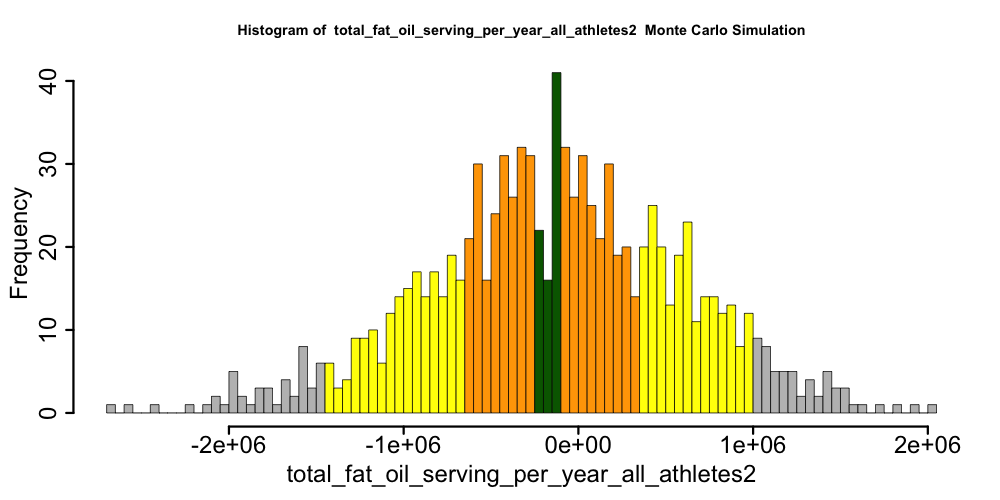 Histogram of  total_fat_oil_serving_per_year_all_athletes2  Monte Carlo Simulation
Frequency
40
30
20
10
0
-2e+06 -1e+06 0e+00 1e+06 2e+06
total_fat_oil_serving_per_year_all_athletes2